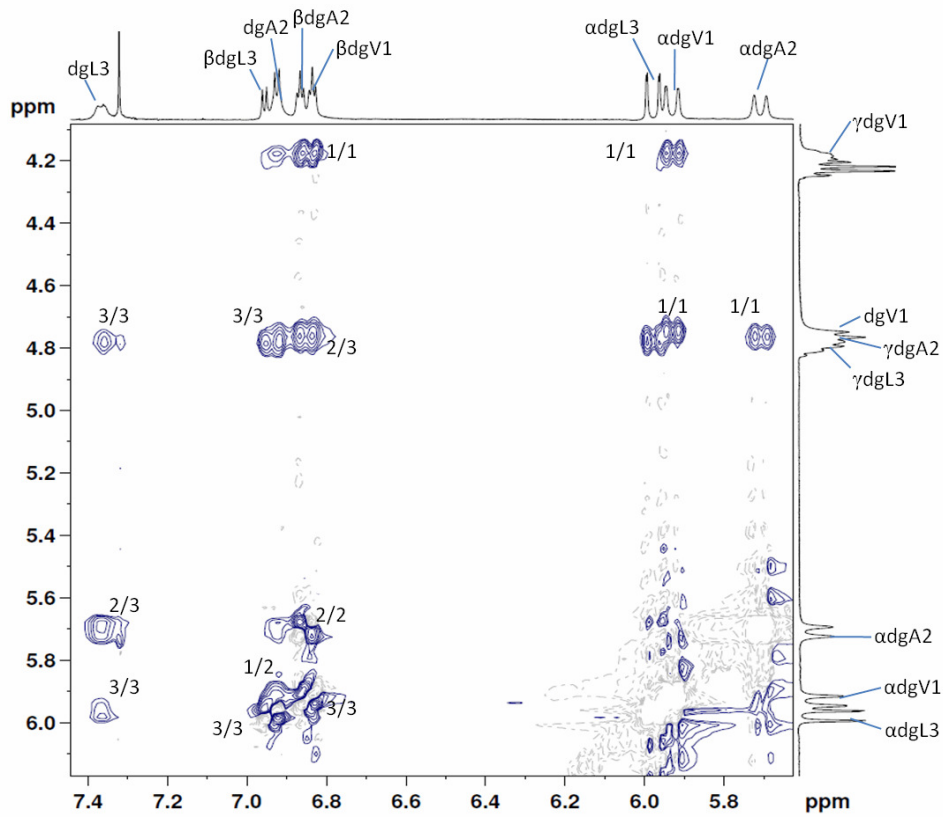 βdgA2
dgA2
βdgV1
βdgL3
dgL3
αdgL3
αdgV1
αdgA2
ppm
γdgV1
4.2
1/1
1/1
4.4
4.6
3/3
3/3
1/1
1/1
dgV1
4.8
2/3
γdgA2
γdgL3
5.0
5.2
5.4
5.6
2/3
2/2
αdgA2
5.8
1/2
3/3
αdgV1
3/3
3/3
6.0
αdgL3
7.4
7.2
7.0
6.8
6.6
6.4
6.2
6.0
5.8
ppm